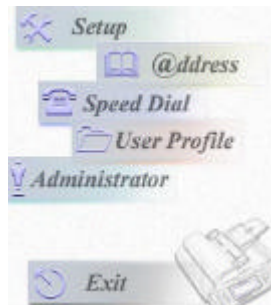 Setup
@ddress
Speed Dial
User Profile
Administrator
Exit